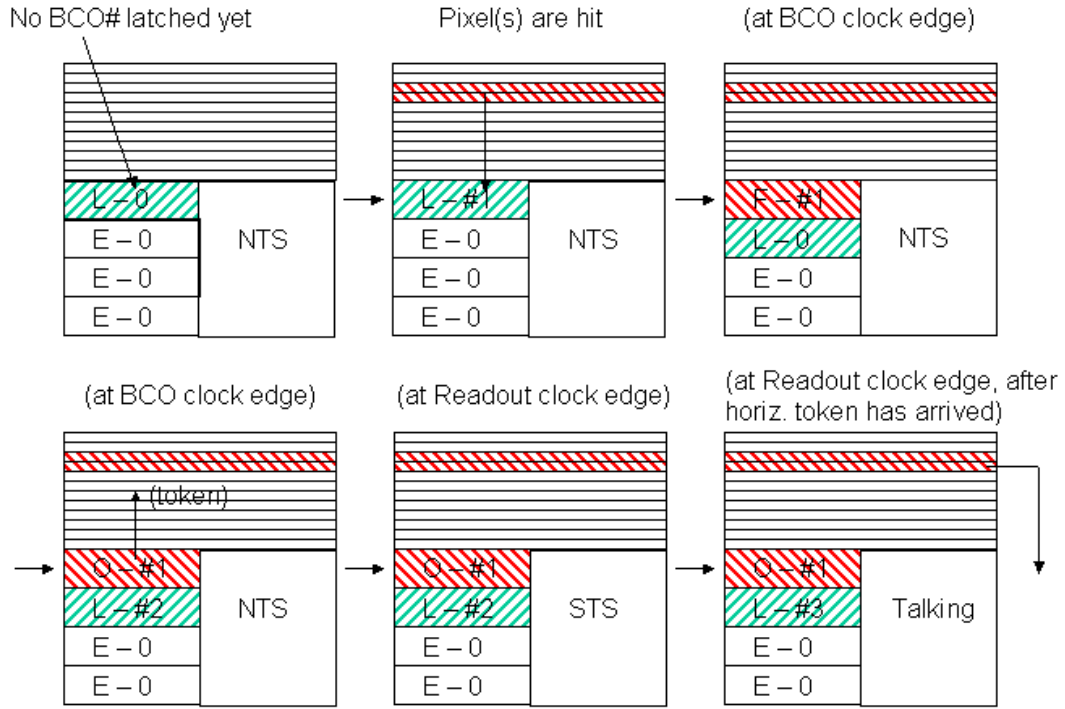 No BCO# latched yet
L – 0
E – 0
E – 0
E – 0
NTS
Pixel(s) are hit
L – #1
E – 0
E – 0
E – 0
NTS
(at BCO clock edge)
F – #1
L – 0
E – 0
E – 0
NTS
(at BCO clock edge)
(token)
O – #1
L – #2
E – 0
E – 0
NTS
(at Readout clock edge)
O – #1
L – #2
E – 0
E – 0
STS
(at Readout clock edge, after
horiz. token has arrived)
O – #1
L – #3
E – 0
E – 0
Talking